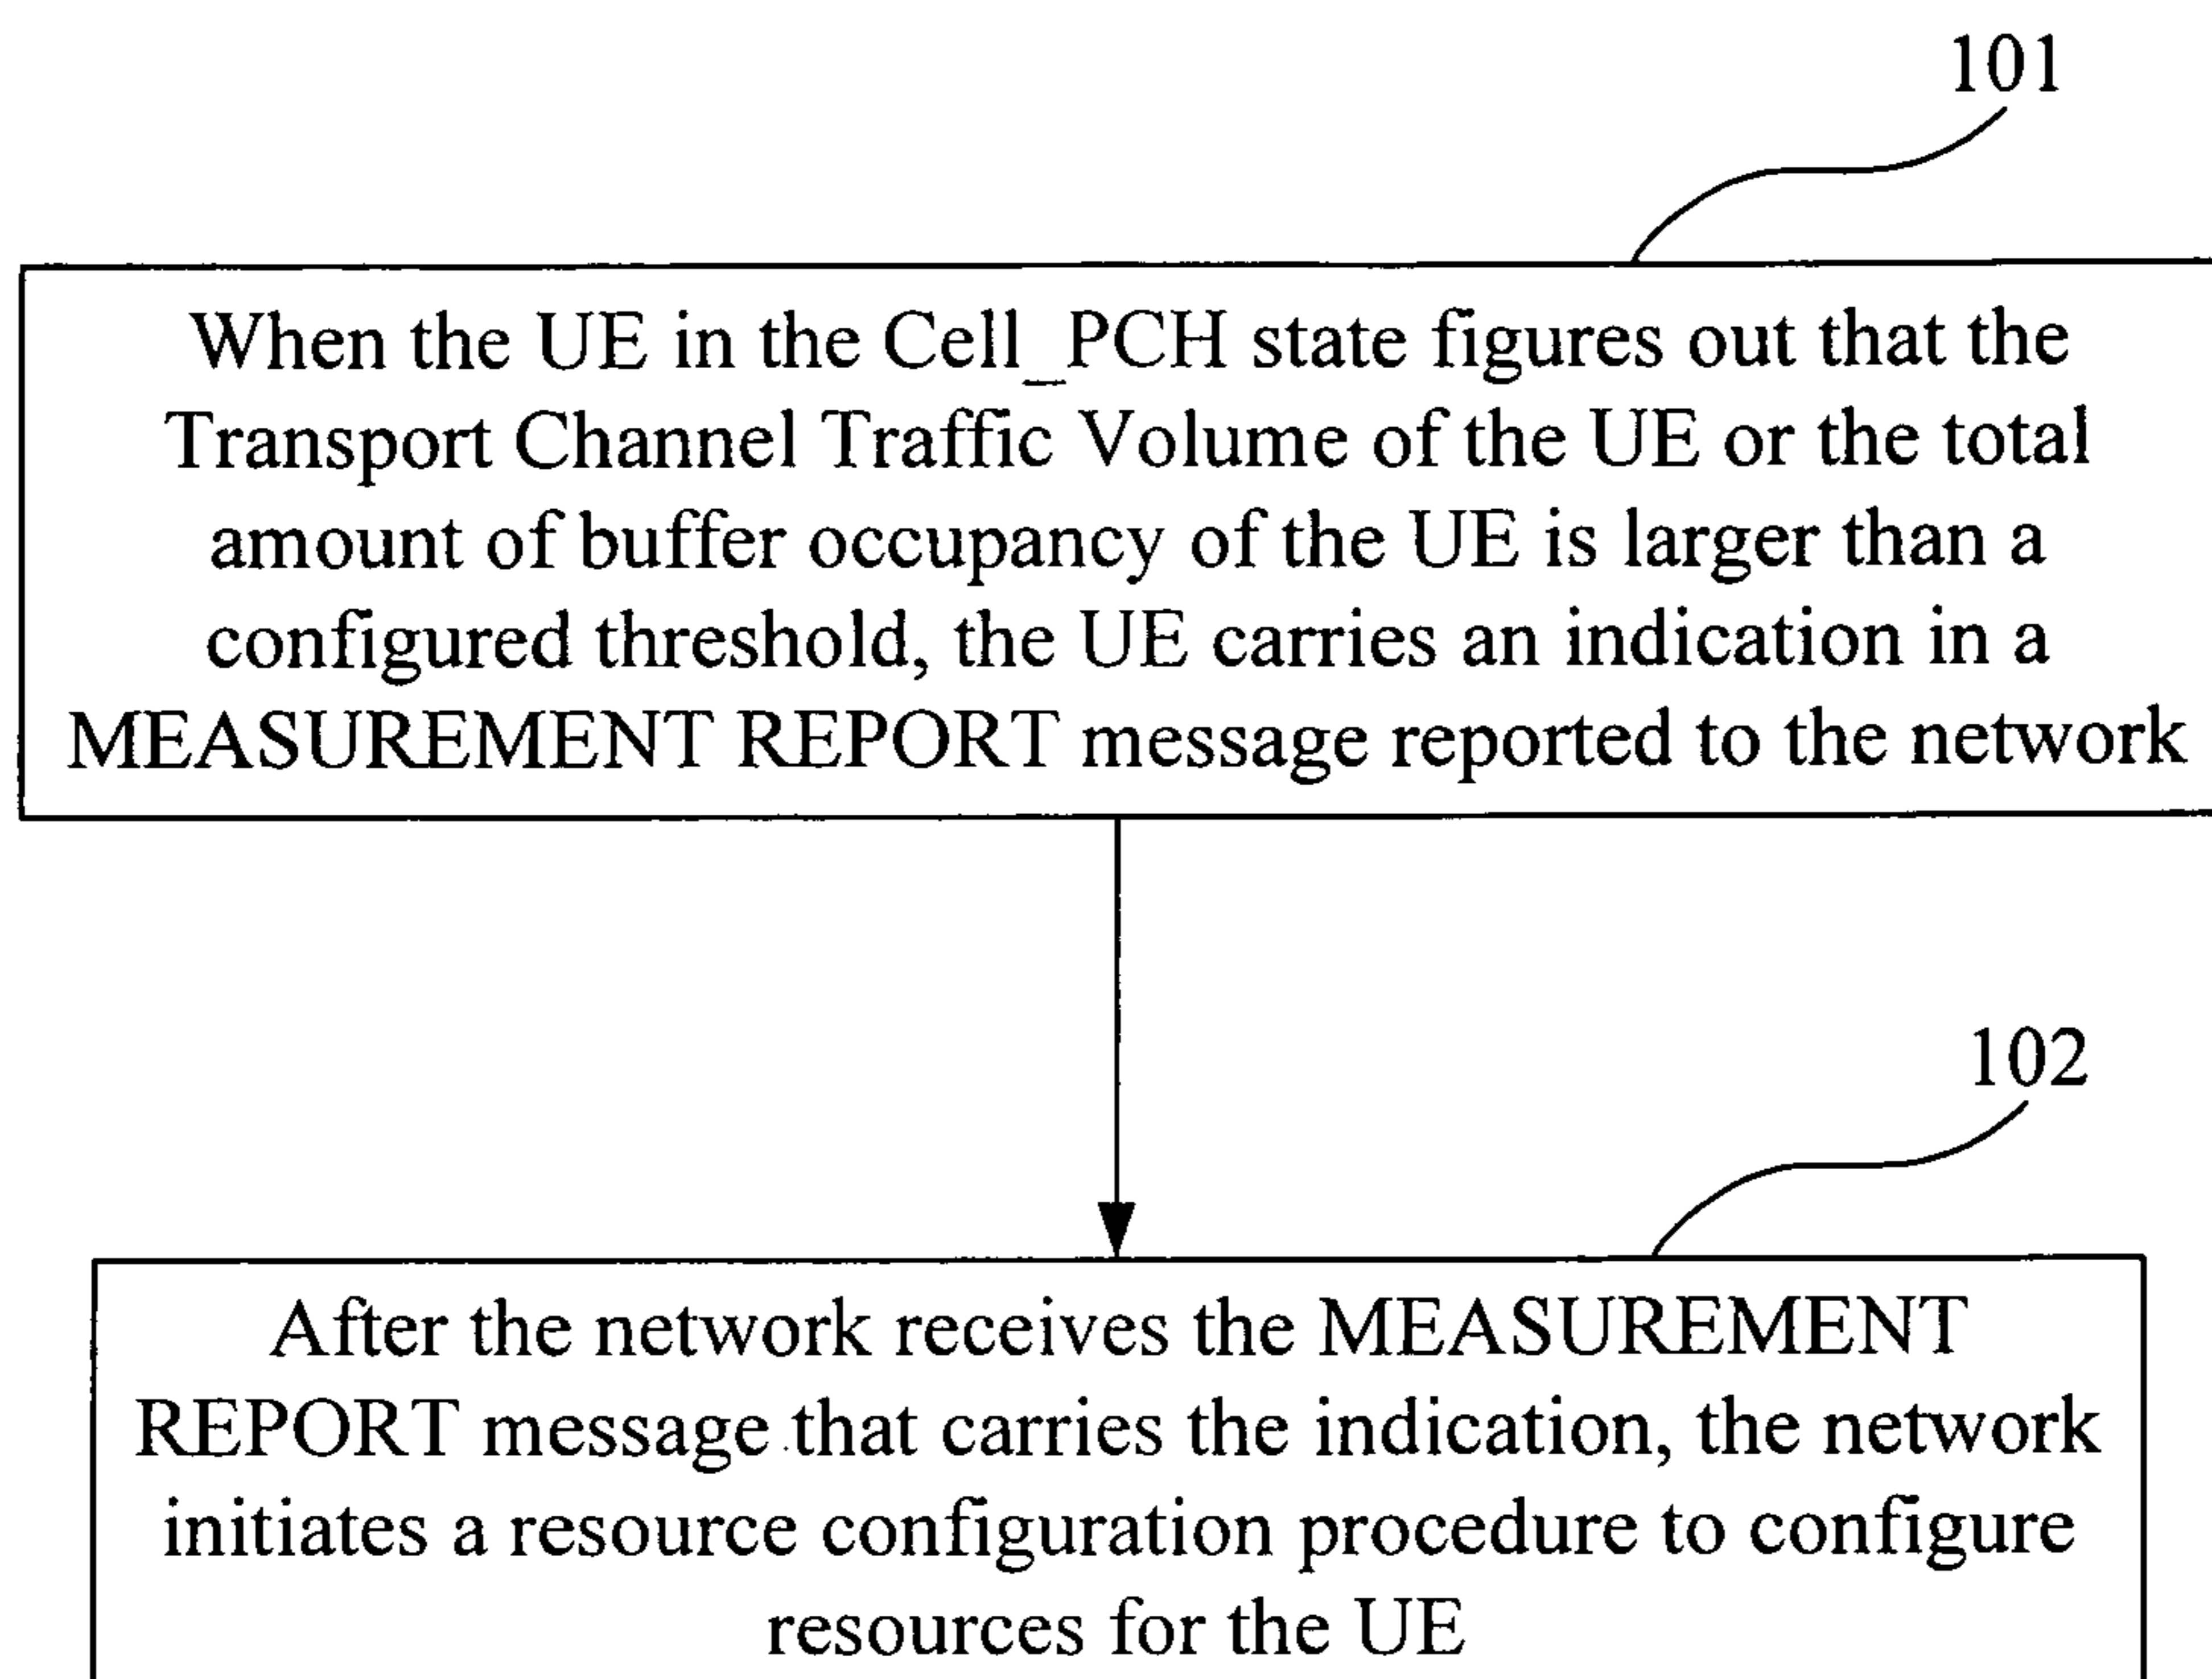 101
When the UE in the Cell_PCH state figures out that the
Transport Channel Traffic Volume of the UE or the total
amount of buffer occupancy of the UE is larger than a
configured threshold, the UE carries an indication in a
MEASUREMENT REPORT message reported to the network
102
After the network receives the MEASUREMENT
REPORT message that carries the indication, the network
initiates a resource configuration procedure to configure
resources for the UE